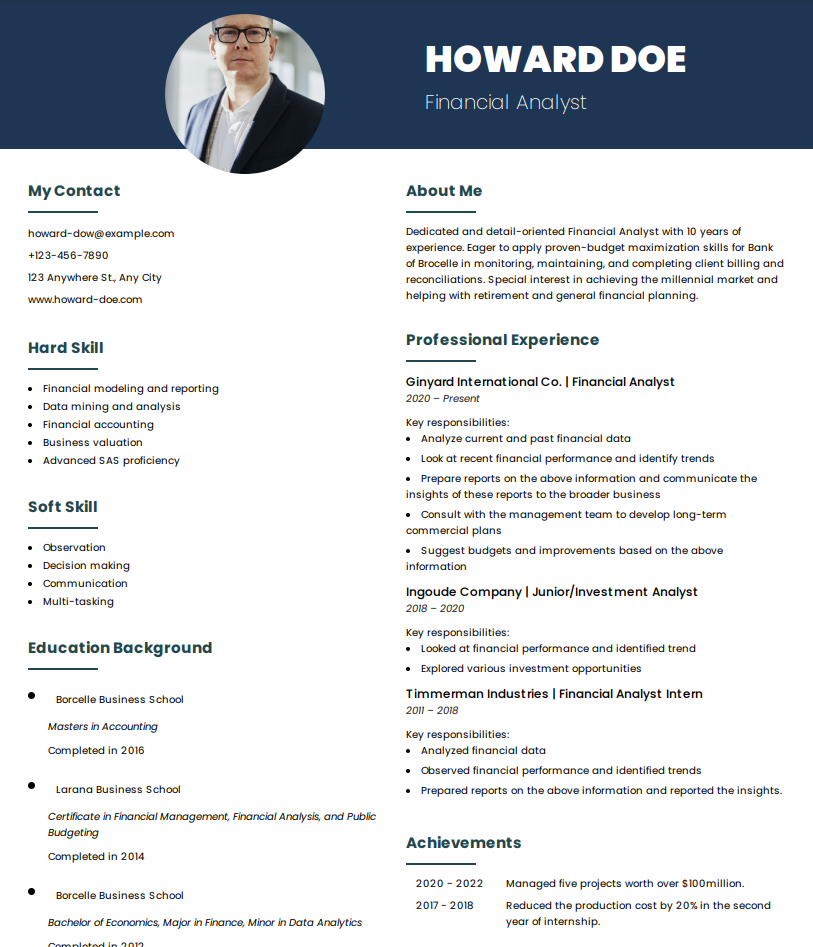 HOWARD DOE
Financial Analyst
My Contact
howard-dow@example.com
+123-456-7890
123 Anywhere St., Any City
www.howard-doe.com
Hard Skill
• Financial modeling and reporting
• Data mining and analysis
• Financial accounting
• Business valuation
• Advanced SAS proficiency
Soft Skill
• Observation
• Decision making
• Communication
• Multi-tasking
Education Background
• Borcelle Business School
Masters in Accounting
Completed in 2016
• Larana Business School
Certificate in Financial Management, Financial Analysis, and Public
Budgeting
Completed in 2014
• Borcelle Business School
Bachelor of Economics, Major in Finance, Minor in Data Analytics
Completed in 2012
About Me
Dedicated and detail-oriented Financial Analyst with 10 years of
experience. Eager to apply proven-budget maximization skills for Bank
of Brocelle in monitoring, maintaining, and completing client billing and
reconciliations. Special interest in achieving the millennial market and
helping with retirement and general financial planning.
Professional Experience
Ginyard International Co. | Financial Analyst
2020 – Present
Key responsibilities:
• Analyze current and past financial data
• Look at recent financial performance and identify trends
• Prepare reports on the above information and communicate the
insights of these reports to the broader business
• Consult with the management team to develop long-term
commercial plans
• Suggest budgets and improvements based on the above
information
Ingoude Company | Junior/Investment Analyst
2018 – 2020
Key responsibilities:
• Looked at financial performance and identified trend
• Explored various investment opportunities
Timmerman Industries | Financial Analyst Intern
2011 – 2018
Key responsibilities:
• Analyzed financial data
• Observed financial performance and identified trends
• Prepared reports on the above information and reported the insights.
Achievements
2020 - 2022 Managed five projects worth over $100million.
2017 - 2018 Reduced the production cost by 20% in the second
year of internship.